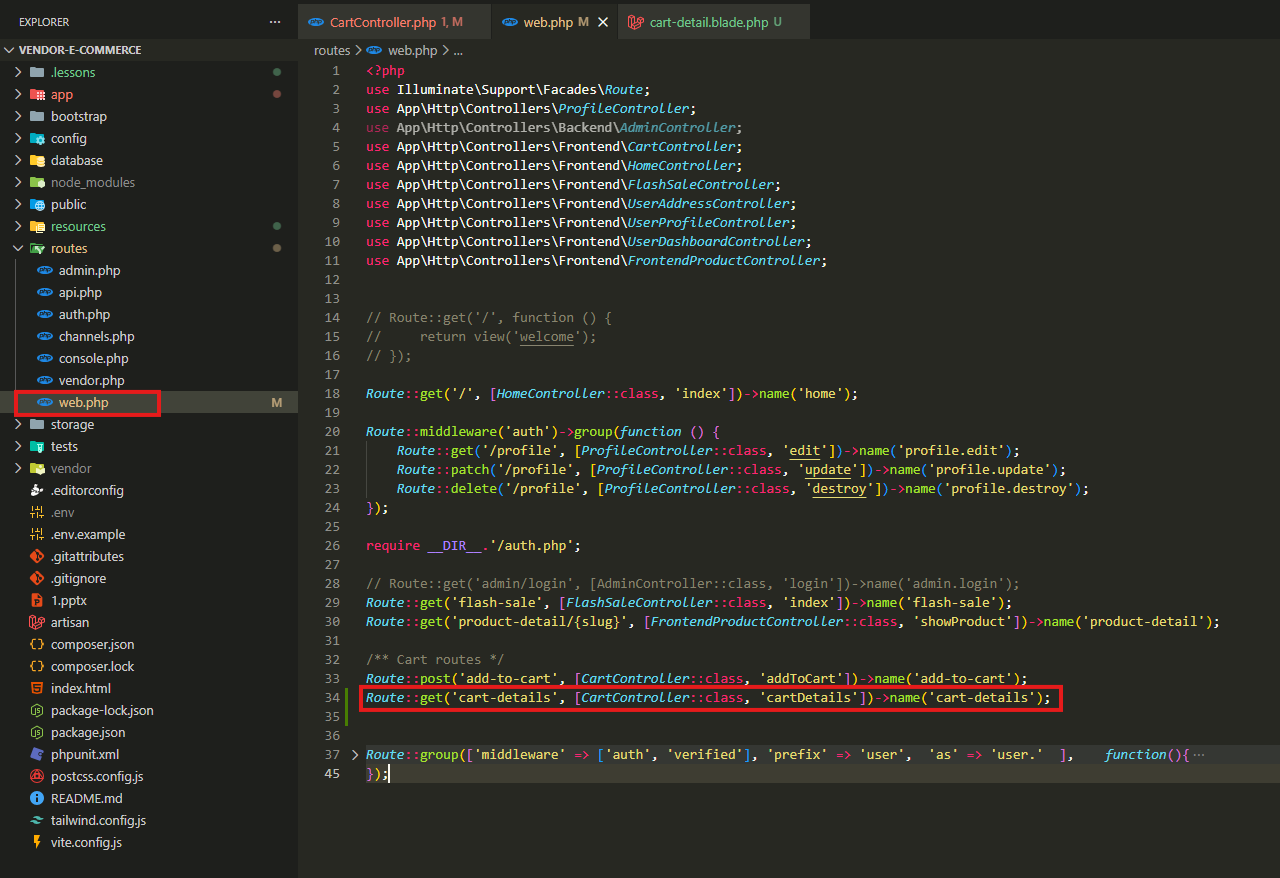 EXPLORER
VENDOR-E-COMMERCE
.lessons
app
bootstrap
config
database
node_modules
public
resources
routes
admin.php
api.php
auth.php
channels.php
console.php
vendor.php
web.php M
storage
tests
vendor
.editorconfig
.env
.env.example
.gitattributes
.gitignore
1.pptx
artisan
composer.json
composer.lock
index.html
package-lock.json
package.json
phpunit.xml
postcss.config.js
README.md
tailwind.config.js
vite.config.js
CartController.php 1, M web.php M cart-detail.blade.php U
routes > web.php > ...
1 <?php
2 use Illuminate\Support\Facades\Route;
3 use App\Http\Controllers\ProfileController;
4 use App\Http\Controllers\Backend\AdminController;
5 use App\Http\Controllers\Frontend\CartController;
6 use App\Http\Controllers\Frontend\HomeController;
7 use App\Http\Controllers\Frontend\FlashSaleController;
8 use App\Http\Controllers\Frontend\UserAddressController;
9 use App\Http\Controllers\Frontend\UserProfileController;
10 use App\Http\Controllers\Frontend\UserDashboardController;
11 use App\Http\Controllers\Frontend\FrontendProductController;
12
13
14 // Route::get('/', function () {
15 //     return view('welcome');
16 // });
17
18 Route::get('/', [HomeController::class, 'index'])->name('home');
19
20 Route::middleware('auth')->group(function () {
21     Route::get('/profile', [ProfileController::class, 'edit'])->name('profile.edit');
22     Route::patch('/profile', [ProfileController::class, 'update'])->name('profile.update');
23     Route::delete('/profile', [ProfileController::class, 'destroy'])->name('profile.destroy');
24 });
25
26 require __DIR__.'/auth.php';
27
28 // Route::get('admin/login', [AdminController::class, 'login'])->name('admin.login');
29 Route::get('flash-sale', [FlashSaleController::class, 'index'])->name('flash-sale');
30 Route::get('product-detail/{slug}', [FrontendProductController::class, 'showProduct'])->name('product-detail');
31
32 /** Cart routes */
33 Route::post('add-to-cart', [CartController::class, 'addToCart'])->name('add-to-cart');
34 Route::get('cart-details', [CartController::class, 'cartDetails'])->name('cart-details');
35
36
37 Route::group(['middleware' => ['auth', 'verified'], 'prefix' => 'user',  'as' => 'user.'  ],    function(){ ···
45 });